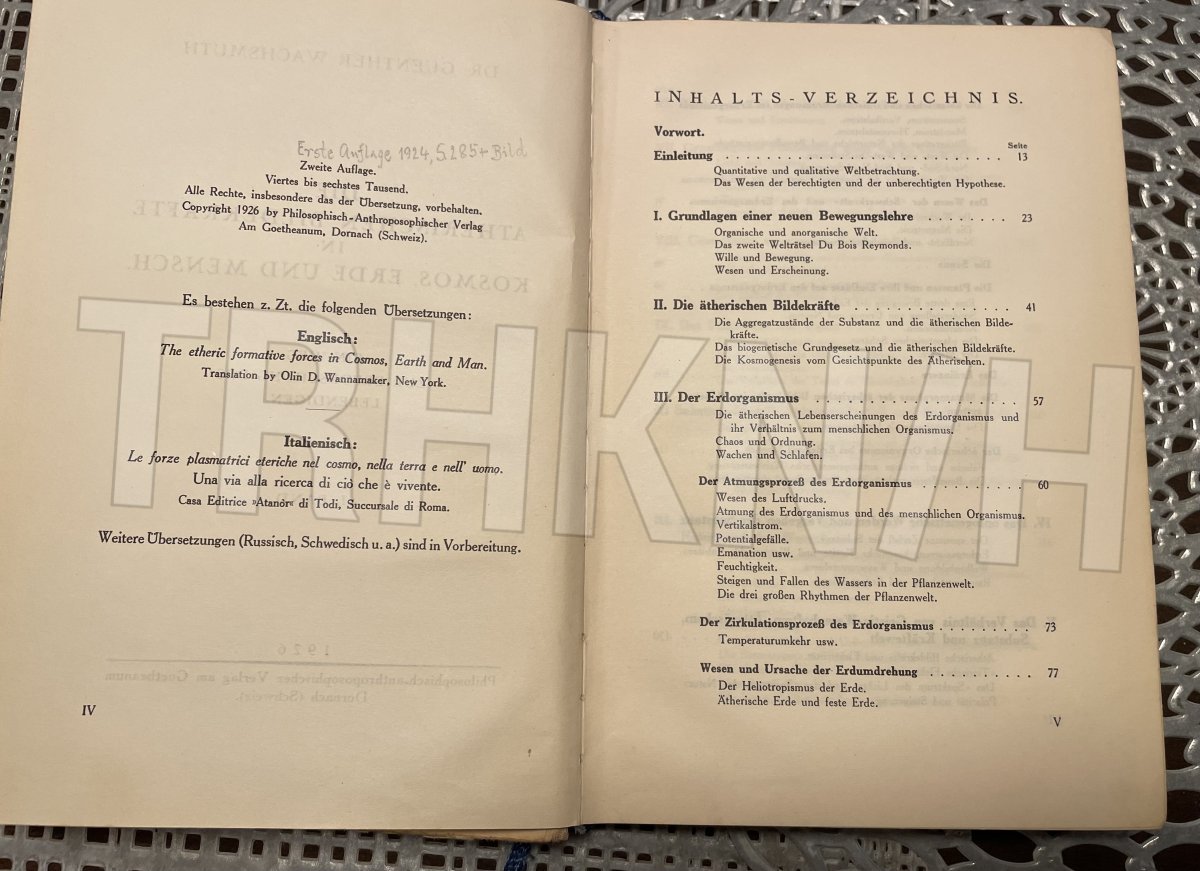 Erste Auflage 1924, S. 285 + Bild
Zweite Auflage.
Viertes bis sechstes Tausend.
Alle Rechte, insbesondere das der Übersetzung, vorbehalten.
Copyright 1926 by Philosophisch-Anthroposophischer Verlag
Am Goetheanum, Dornach (Schweiz).
Es bestehen z. Zt. die folgenden Übersetzungen:
Englisch:
The etheric formative forces in Cosmos, Earth and Man.
Translation by Olin D. Wannamaker, New York.
Italienisch:
Le forze plasmatrici eteriche nel cosmo, nella terra e nell' uomo.
Una via alla ricerca di ciò che è vivente.
Casa Editrice »Atanòr« di Todi, Succursale di Roma.
Weitere Übersetzungen (Russisch, Schwedisch u. a.) sind in Vorbereitung.
IV
INHALTS-VERZEICHNIS.
Vorwort.
Seite
Einleitung . . . . . . . . . . . . . . . . . . . . . . . . . . . 13
Quantitative und qualitative Weltbetrachtung.
Das Wesen der berechtigten und der unberechtigten Hypothese.
I. Grundlagen einer neuen Bewegungslehre . . . . . . . . 23
Organische und anorganische Welt.
Das zweite Welträtsel Du Bois Reymonds.
Wille und Bewegung.
Wesen und Erscheinung.
II. Die ätherischen Bildekräfte . . . . . . . . . . . . . . . 41
Die Aggregatzustände der Substanz und die ätherischen Bilde-
kräfte.
Das biogenetische Grundgesetz und die ätherischen Bildekräfte.
Die Kosmogenesis vom Gesichtspunkte des Ätherischen.
III. Der Erdorganismus . . . . . . . . . . . . . . . . . . . 57
Die ätherischen Lebenserscheinungen des Erdorganismus und
ihr Verhältnis zum menschlichen Organismus.
Chaos und Ordnung.
Wachen und Schlafen.
Der Atmungsprozeß des Erdorganismus . . . . . . . . . . 60
Wesen des Luftdrucks.
Atmung des Erdorganismus und des menschlichen Organismus.
Vertikalstrom.
Potentialgefälle.
Emanation usw.
Feuchtigkeit.
Steigen und Fallen des Wassers in der Pflanzenwelt.
Die drei großen Rhythmen der Pflanzenwelt.
Der Zirkulationsprozeß des Erdorganismus . . . . . . . . . 73
Temperaturumkehr usw.
Wesen und Ursache der Erdumdrehung . . . . . . . . . . . 77
Der Heliotropismus der Erde.
Ätherische Erde und feste Erde.
V
TRHKN/H